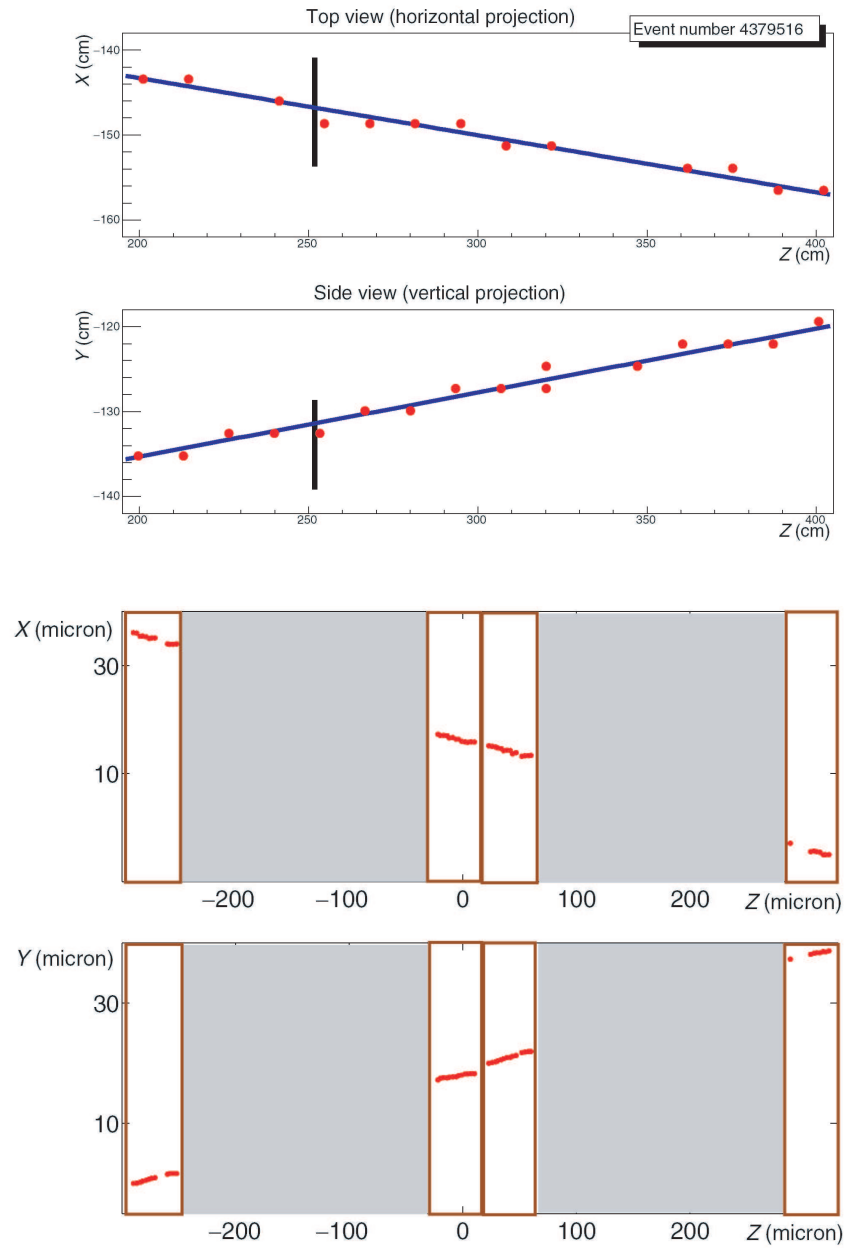 Top view (horizontal projection)
Event number 4379516
X (cm)
−140
−150
−160
200
250
300
350
400
Z (cm)
Side view (vertical projection)
Y (cm)
−120
−130
−140
200
250
300
350
400
Z (cm)
X (micron)
30
10
−200
−100
0
100
200
Z (micron)
Y (micron)
30
10
−200
−100
0
100
200
Z (micron)